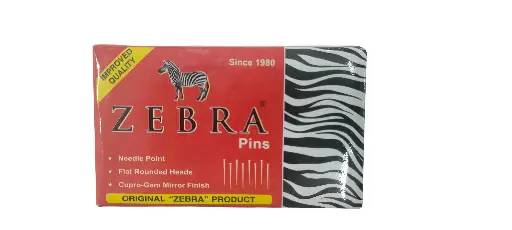 IMPROVED
QUALITY
Since 1980
ZEBRA®
Pins
★ Needle Point
★ Flat Rounded Heads
★ Cupro-Gam Mirror Finish
ORIGINAL "ZEBRA" PRODUCT